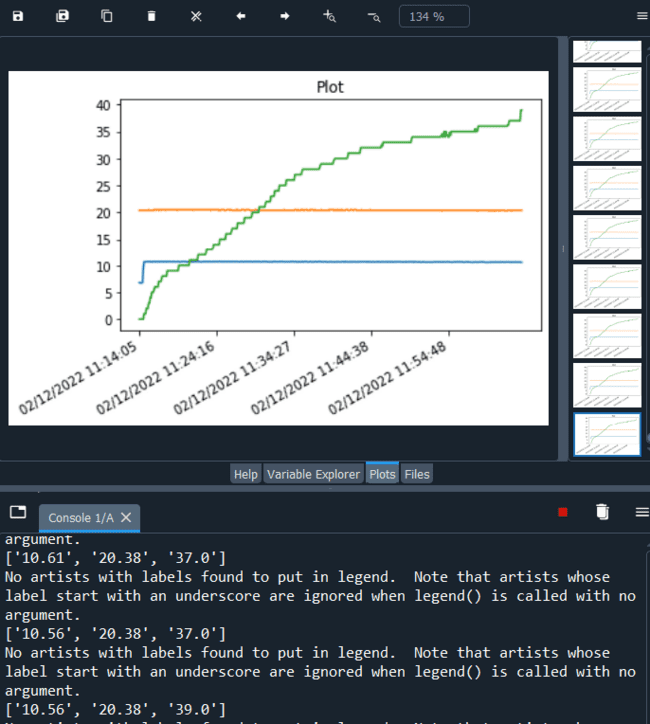 134 %
Plot
40
35
30
25
20
15
10
5
0
02/12/2022 11:14:05
02/12/2022 11:24:16
02/12/2022 11:34:27
02/12/2022 11:44:38
02/12/2022 11:54:48
Help Variable Explorer Plots Files
Console 1/A
argument.
['10.61', '20.38', '37.0']
No artists with labels found to put in legend.  Note that artists whose
label start with an underscore are ignored when legend() is called with no
argument.
['10.56', '20.38', '37.0']
No artists with labels found to put in legend.  Note that artists whose
label start with an underscore are ignored when legend() is called with no
argument.
['10.56', '20.38', '39.0']